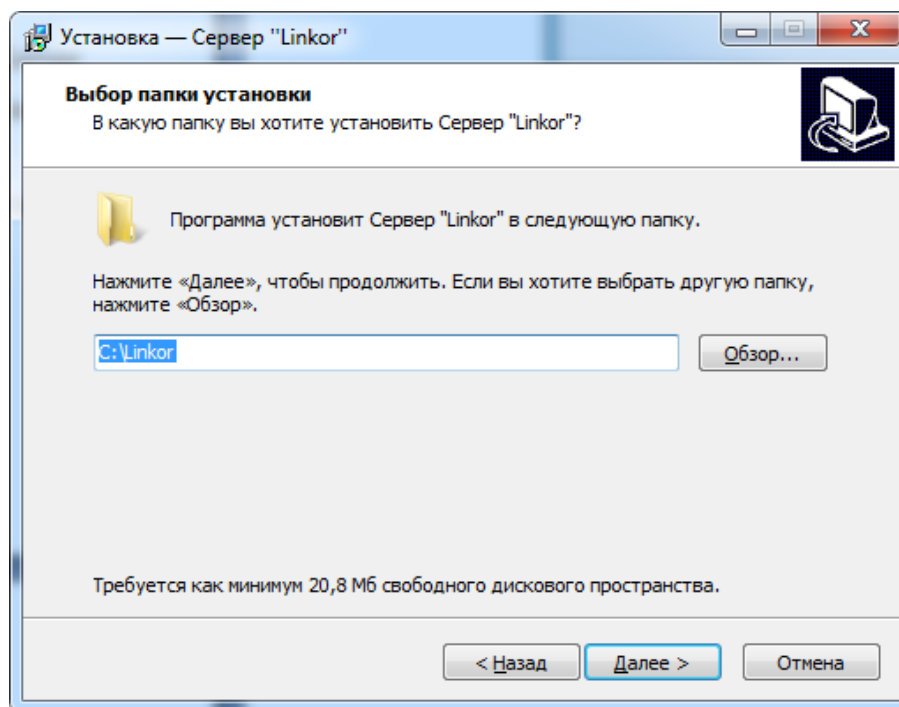 Установка — Сервер "Linkor"
Выбор папки установки
В какую папку вы хотите установить Сервер "Linkor"?
Программа установит Сервер "Linkor" в следующую папку.
Нажмите «Далее», чтобы продолжить. Если вы хотите выбрать другую папку,
нажмите «Обзор».
C:\Linkor
Обзор...
Требуется как минимум 20,8 Мб свободного дискового пространства.
< Назад
Далее >
Отмена